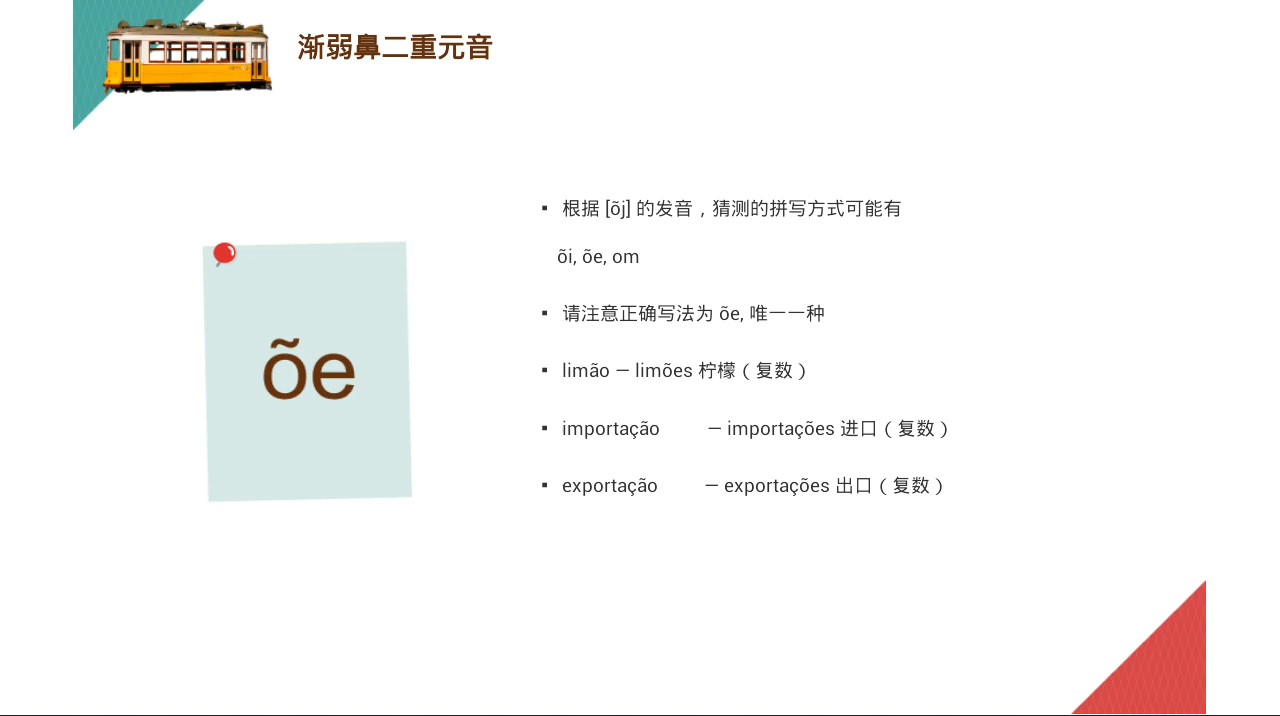 渐弱鼻二重元音
▪ 根据 [õj] 的发音，猜测的拼写方式可能有
õi, õe, om
▪ 请注意正确写法为 õe, 唯一一种
▪ limão — limões 柠檬（复数）
▪ importação — importações 进口（复数）
▪ exportação — exportações 出口（复数）
õe